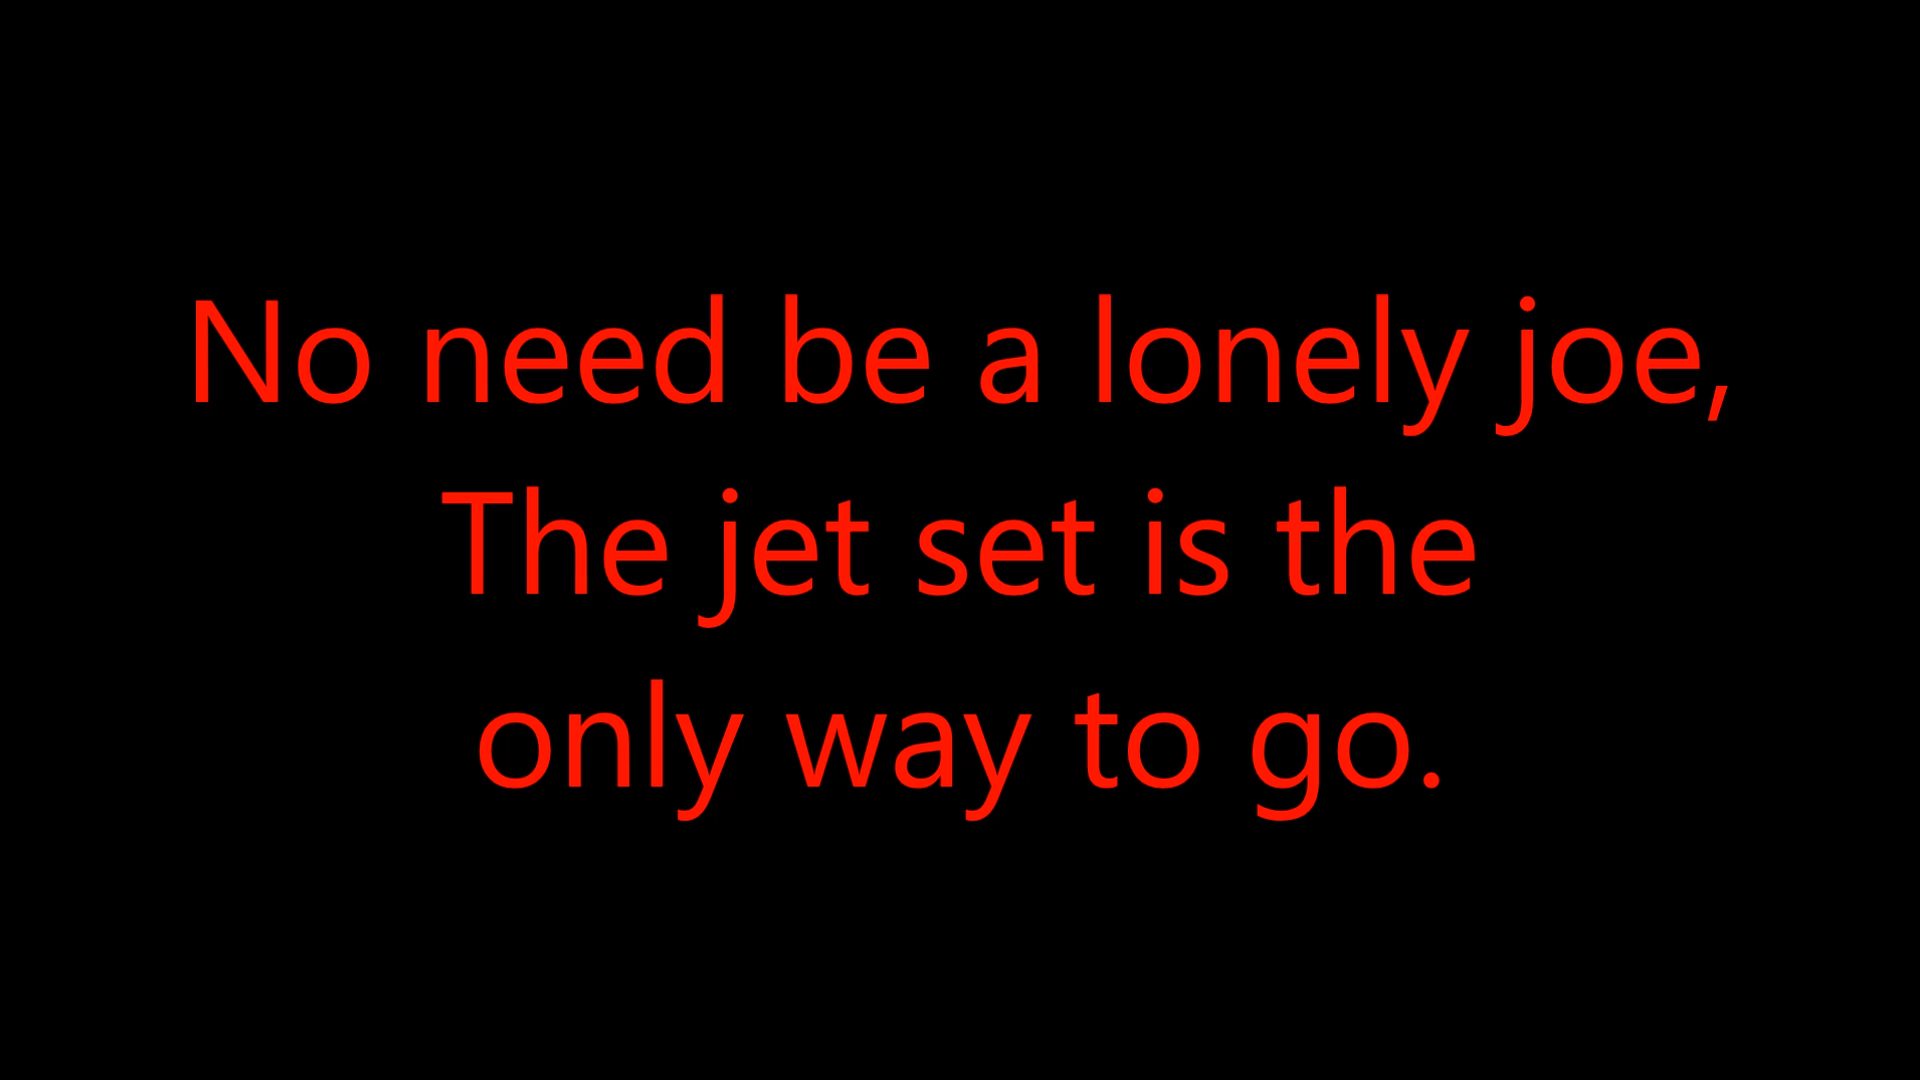 No need be a lonely joe,
The jet set is the
only way to go.